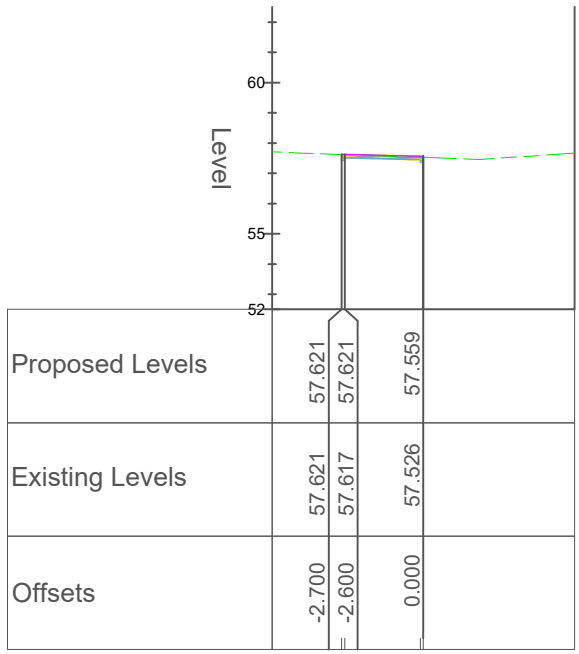 60
Level
55
52
Proposed Levels 57.621 57.621 57.559
Existing Levels 57.621 57.617 57.526
Offsets -2.700 -2.600 0.000